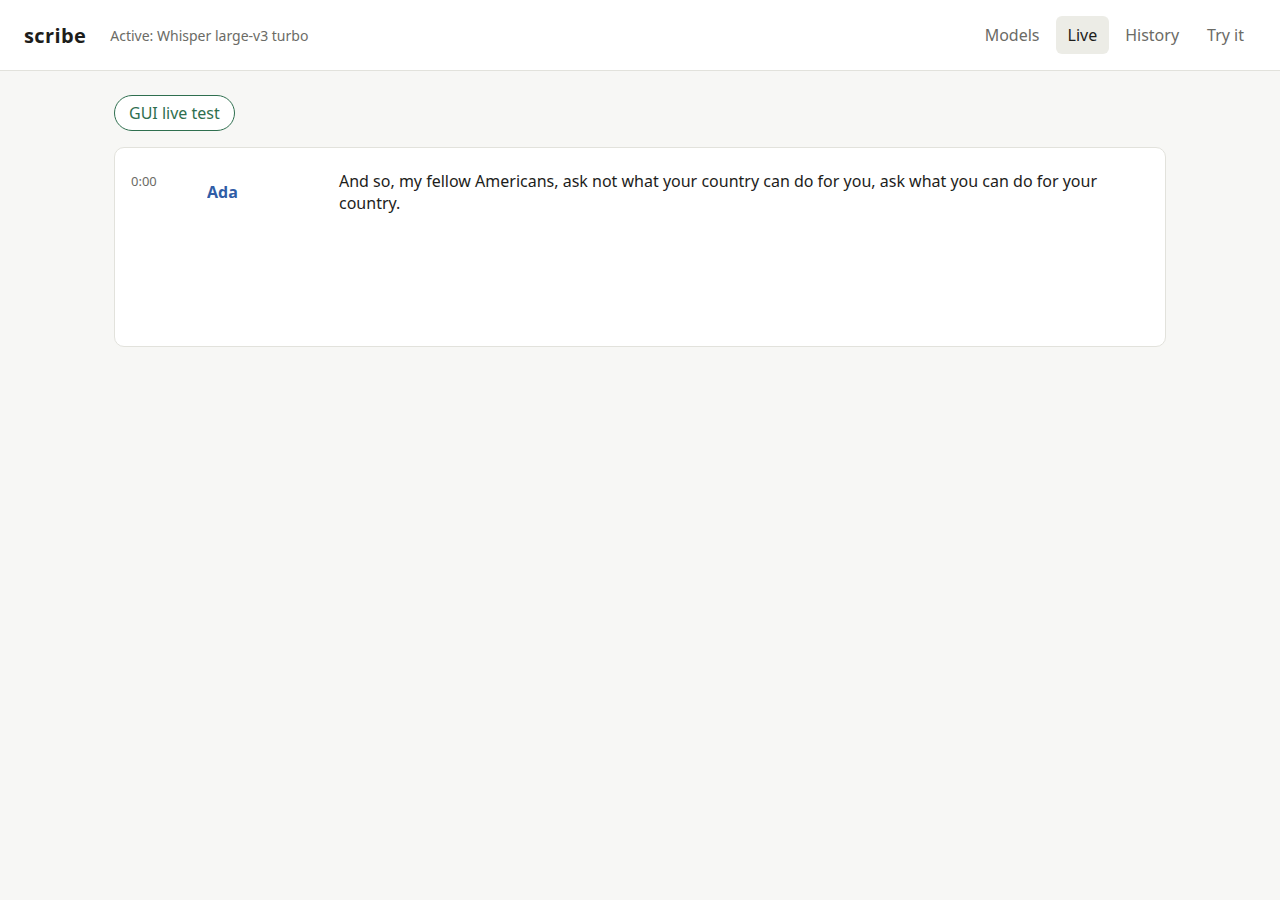 scribe Active: Whisper large-v3 turbo Models Live History Try it
GUI live test
0:00 Ada And so, my fellow Americans, ask not what your country can do for you, ask what you can do for your
country.